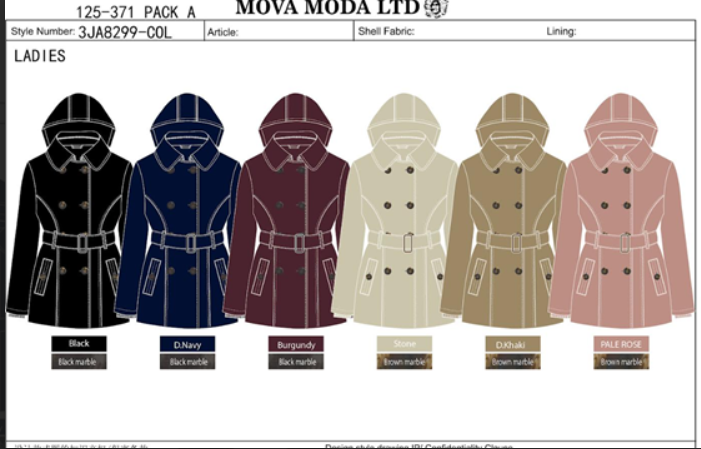 125-371 PACK A
MOVA MODA LTD
Style Number: 3JA8299-COL
Article:
Shell Fabric:
Lining:
LADIES
Black
D.Navy
Burgundy
Stone
D.Khaki
PALE ROSE
Black marble
Black marble
Black marble
Brown marble
Brown marble
Brown marble
Design style drawing IP/ Confidentiality Clause